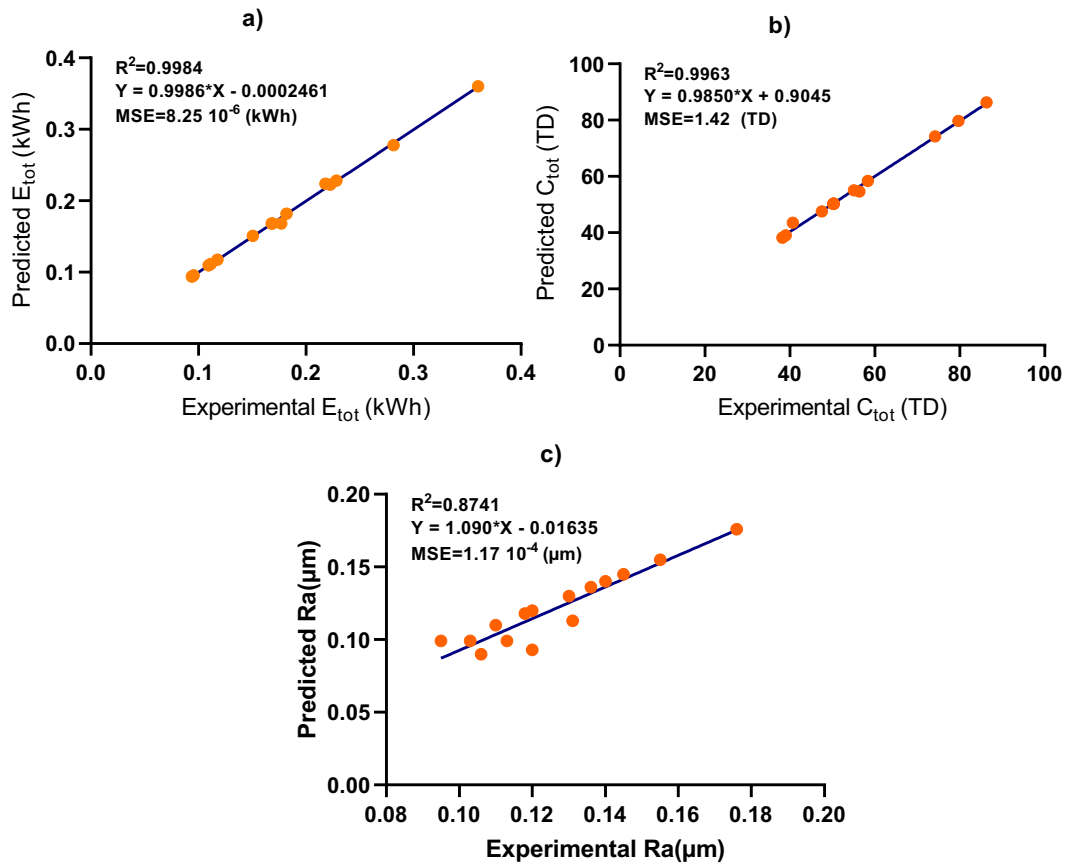 a)
R²=0.9984
Y = 0.9986*X - 0.0002461
MSE=8.25 10⁻⁶ (kWh)
Predicted Eₜₒₜ (kWh)
0.4
0.3
0.2
0.1
0.0
0.0 0.1 0.2 0.3 0.4
Experimental Eₜₒₜ (kWh)
b)
R²=0.9963
Y = 0.9850*X + 0.9045
MSE=1.42 (TD)
Predicted Cₜₒₜ (TD)
100
80
60
40
20
0
0 20 40 60 80 100
Experimental Cₜₒₜ (TD)
c)
R²=0.8741
Y = 1.090*X - 0.01635
MSE=1.17 10⁻⁴ (µm)
Predicted Ra(µm)
0.20
0.15
0.10
0.05
0.00
0.08 0.10 0.12 0.14 0.16 0.18 0.20
Experimental Ra(µm)